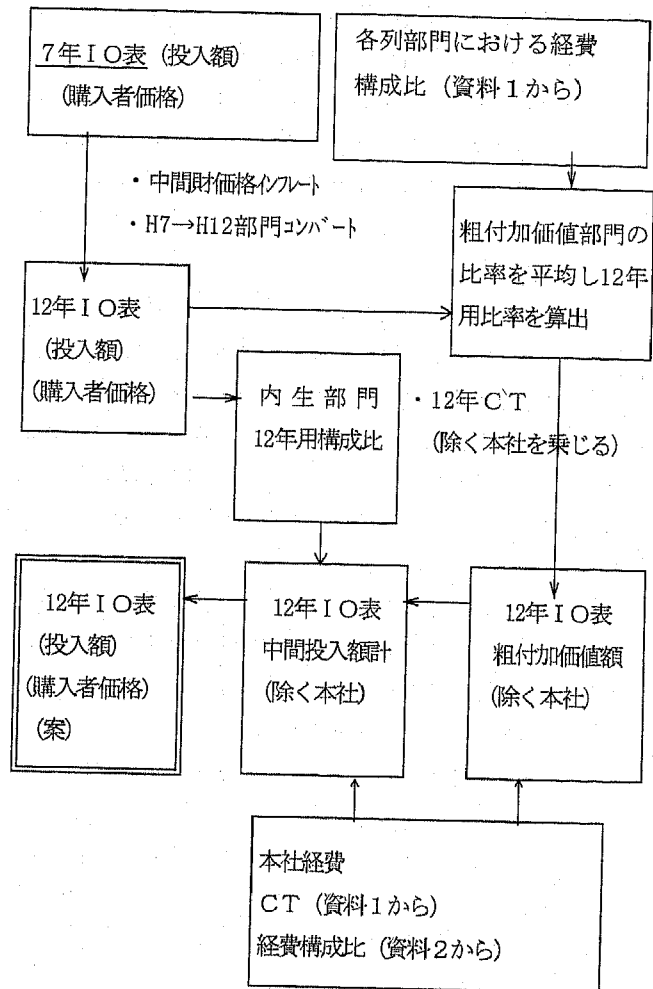 7年ＩＯ表 (投入額)
(購入者価格)
各列部門における経費
構成比 (資料１から)
・中間財価格インフレート
・H7→H12部門コンバート
粗付加価値部門の
比率を平均し12年
用比率を算出
12年ＩＯ表
(投入額)
(購入者価格)
内生部門
12年用構成比
・12年C`T
(除く本社を乗じる)
12年ＩＯ表
(投入額)
(購入者価格)
(案)
12年ＩＯ表
中間投入額計
(除く本社)
12年ＩＯ表
粗付加価値額
(除く本社)
本社経費
ＣＴ (資料１から)
経費構成比 (資料２から)